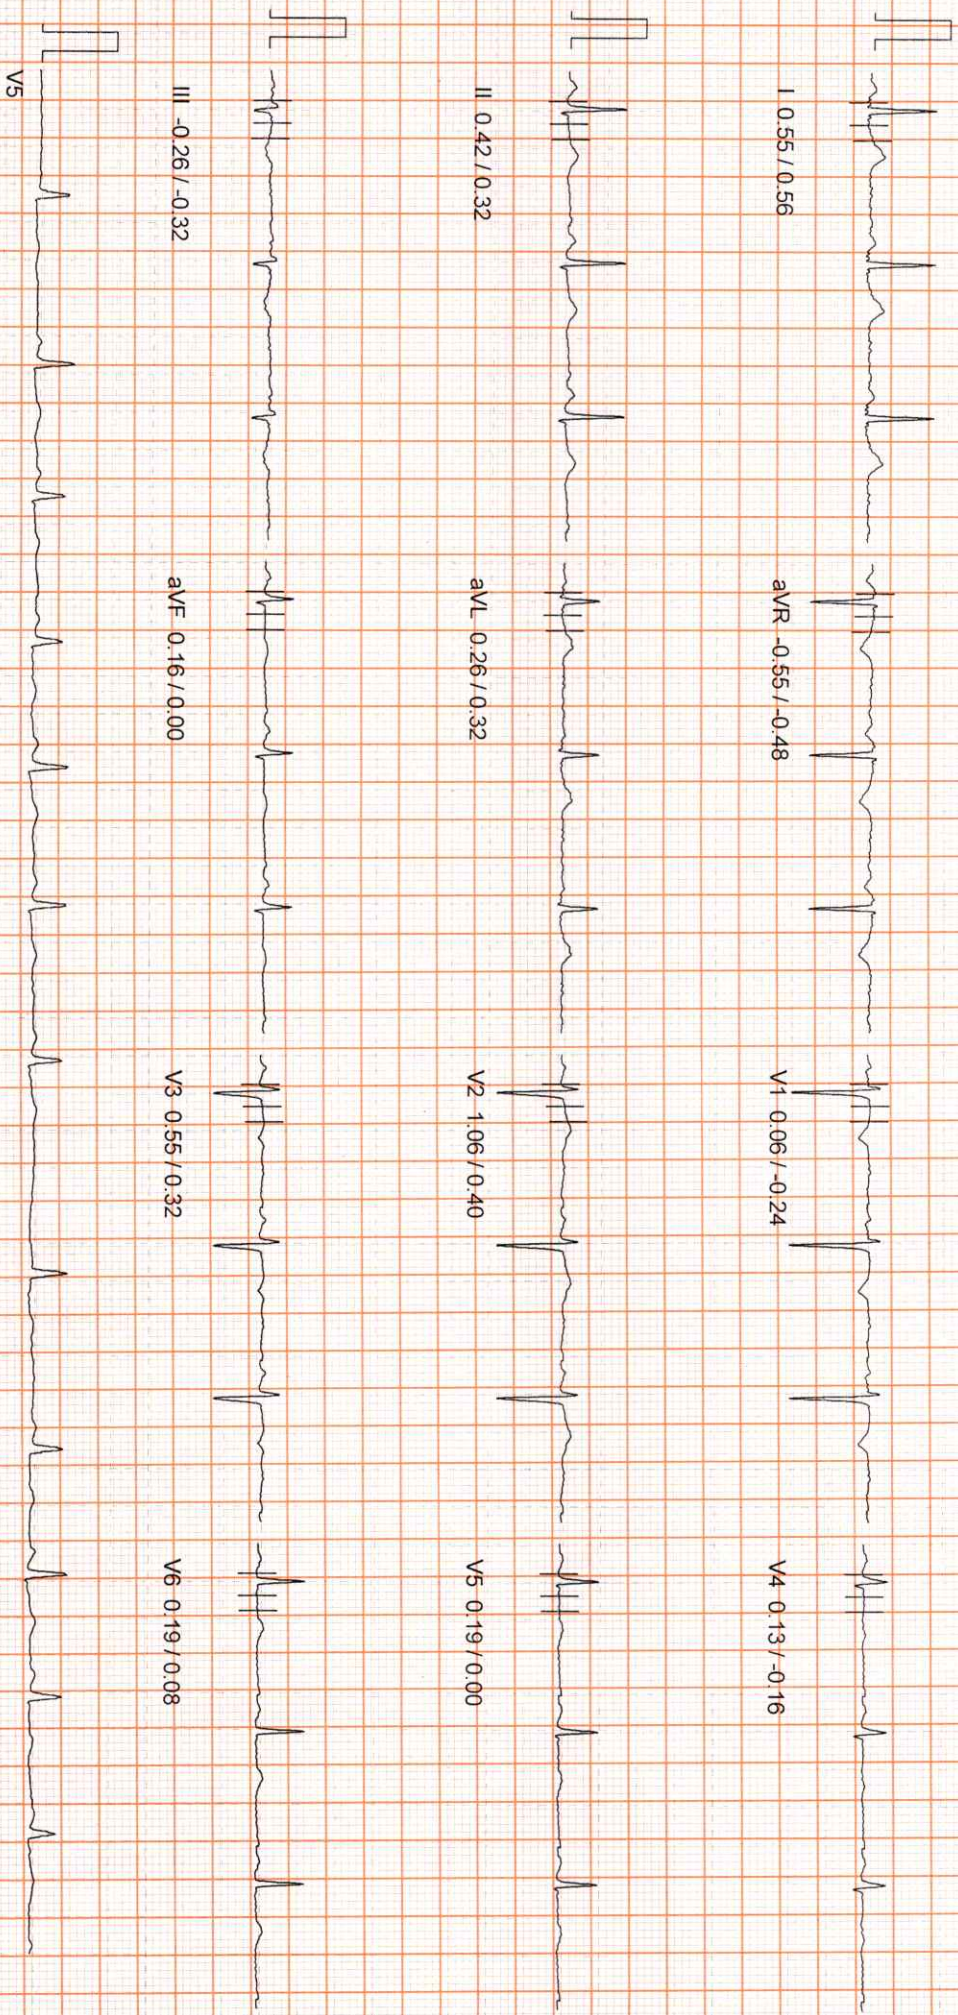 I 0.55 / 0.56
aVR -0.55 / -0.48
V1 0.06 / -0.24
V4 0.13 / -0.16
II 0.42 / 0.32
aVL 0.26 / 0.32
V2 1.06 / 0.40
V5 0.19 / 0.00
III -0.26 / -0.32
aVF 0.16 / 0.00
V3 0.55 / 0.32
V6 0.19 / 0.08
V5